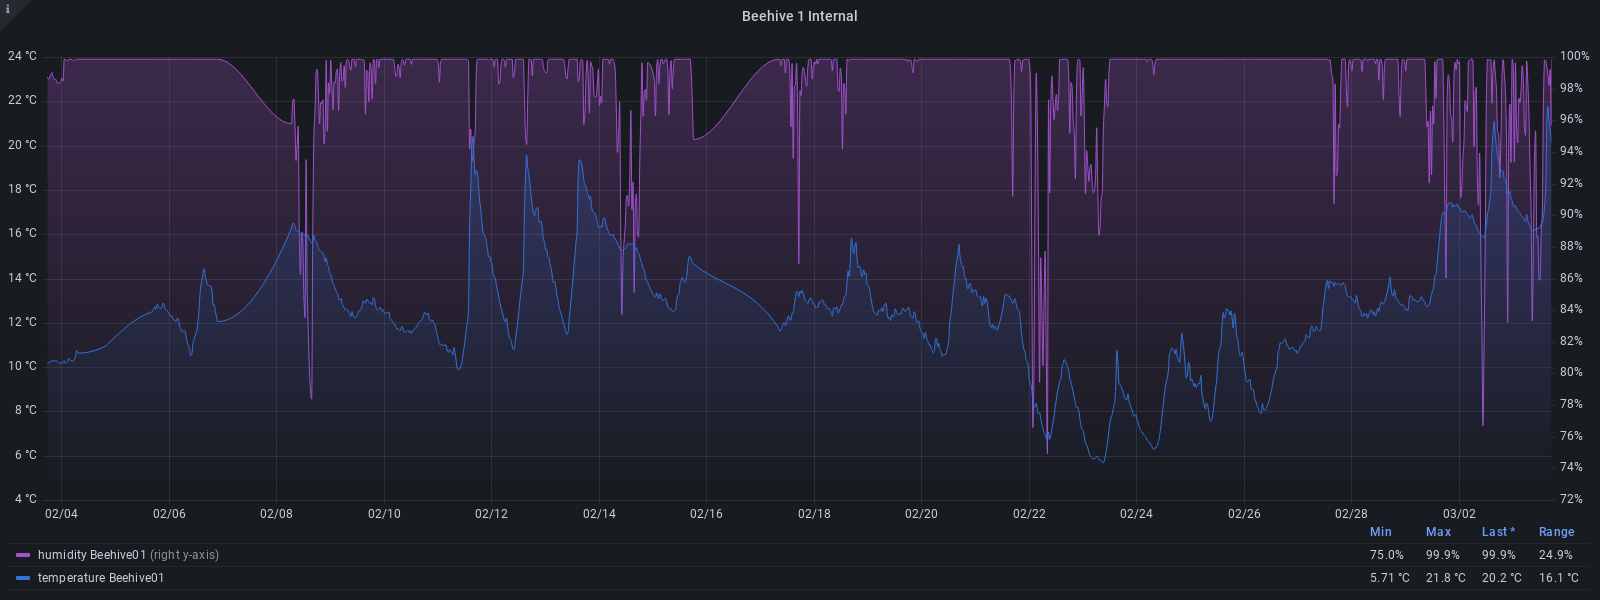 i
Beehive 1 Internal
24 °C 100%
98%
22 °C
96%
20 °C
94%
18 °C 92%
90%
16 °C
88%
14 °C 86%
84%
12 °C
82%
10 °C 80%
8 °C 78%
76%
6 °C
74%
4 °C 72%
02/04 02/06 02/08 02/10 02/12 02/14 02/16 02/18 02/20 02/22 02/24 02/26 02/28 03/02
Min Max Last * Range
humidity Beehive01 (right y-axis) 75.0% 99.9% 99.9% 24.9%
temperature Beehive01 5.71 °C 21.8 °C 20.2 °C 16.1 °C